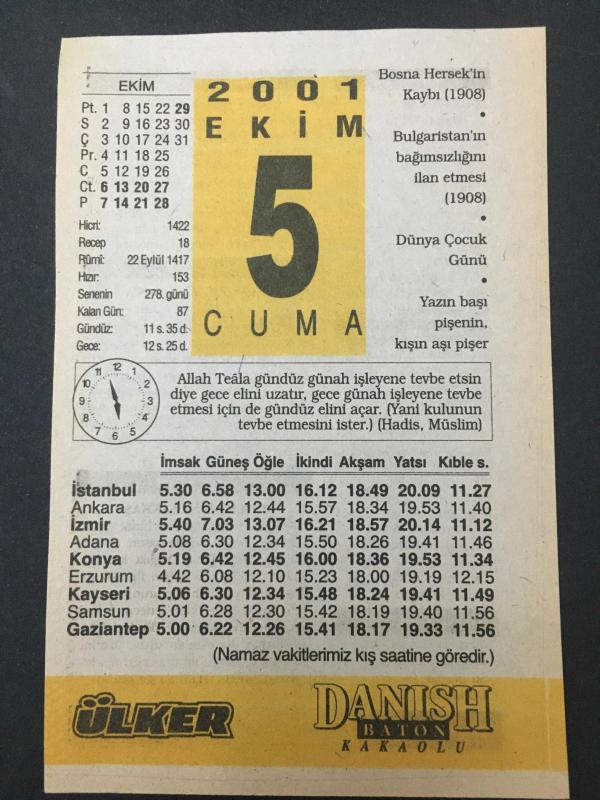 EKİM
Pt. 1 8 15 22 29
S 2 9 16 23 30
Ç 3 10 17 24 31
Pr. 4 11 18 25
C 5 12 19 26
Ct. 6 13 20 27
P 7 14 21 28
Hicri: 1422
Recep 18
Rûmî: 22 Eylül 1417
Hızır: 153
Senenin 278. günü
Kalan Gün: 87
Gündüz: 11 s. 35 d.
Gece: 12 s. 25 d.
2001
EKİM
5
CUMA
Bosna Hersek'in
Kaybı (1908)
•
Bulgaristan'ın
bağımsızlığını
ilan etmesi
(1908)
•
Dünya Çocuk
Günü
•
Yazın başı
pişenin,
kışın aşı pişer
12 1 2 3 4 5 6 7 8 9 10 11
Allah Teâla gündüz günah işleyene tevbe etsin
diye gece elini uzatır, gece günah işleyene tevbe
etmesi için de gündüz elini açar. (Yani kulunun
tevbe etmesini ister.) (Hadis, Müslim)
İmsak Güneş Öğle İkindi Akşam Yatsı Kıble s.
İstanbul 5.30 6.58 13.00 16.12 18.49 20.09 11.27
Ankara 5.16 6.42 12.44 15.57 18.34 19.53 11.40
İzmir 5.40 7.03 13.07 16.21 18.57 20.14 11.12
Adana 5.08 6.30 12.34 15.50 18.26 19.41 11.46
Konya 5.19 6.42 12.45 16.00 18.36 19.53 11.34
Erzurum 4.42 6.08 12.10 15.23 18.00 19.19 12.15
Kayseri 5.06 6.30 12.34 15.48 18.24 19.41 11.49
Samsun 5.01 6.28 12.30 15.42 18.19 19.40 11.56
Gaziantep 5.00 6.22 12.26 15.41 18.17 19.33 11.56
(Namaz vakitlerimiz kış saatine göredir.)
ÜLKER
DANISH
BATON
KAKAOLU